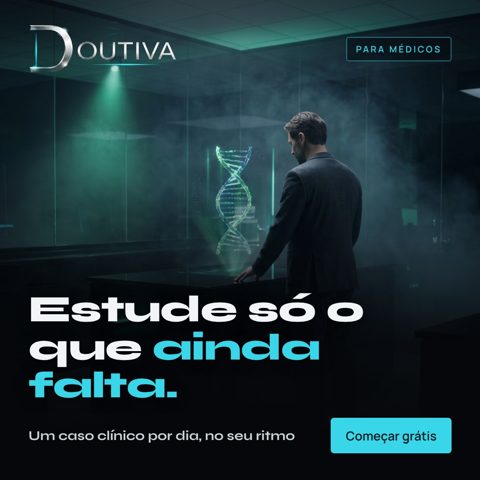 DOUTIVA
PARA MÉDICOS
Estude só o
que ainda
falta.
Um caso clínico por dia, no seu ritmo
Começar grátis